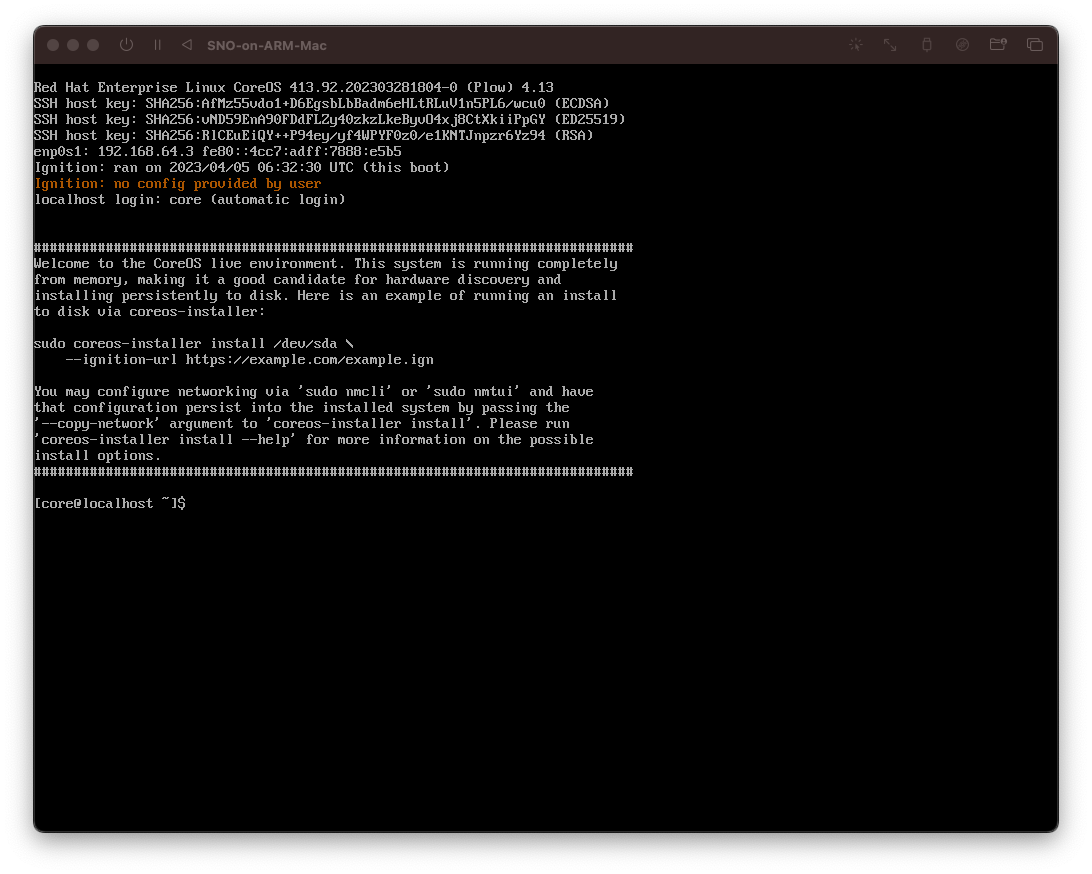 SNO-on-ARM-Mac
Red Hat Enterprise Linux CoreOS 413.92.202303281804-0 (Plow) 4.13
SSH host key: SHA256:AfMz55vdo1+D6EgsbLbBadm6eHLtRLuV1n5PL6/wcu0 (ECDSA)
SSH host key: SHA256:vND59EnA90FDdFLZy40zkzLkeByvO4xj8CtXkiiPpGY (ED25519)
SSH host key: SHA256:RlCEuEiQY++P94ey/yf4WPYF0z0/e1KNTJnpzr6Yz94 (RSA)
enp0s1: 192.168.64.3 fe80::4cc7:adff:7888:e5b5
Ignition: ran on 2023/04/05 06:32:30 UTC (this boot)
Ignition: no config provided by user
localhost login: core (automatic login)
###########################################################################
Welcome to the CoreOS live environment. This system is running completely
from memory, making it a good candidate for hardware discovery and
installing persistently to disk. Here is an example of running an install
to disk via coreos-installer:
sudo coreos-installer install /dev/sda \
--ignition-url https://example.com/example.ign
You may configure networking via 'sudo nmcli' or 'sudo nmtui' and have
that configuration persist into the installed system by passing the
'--copy-network' argument to 'coreos-installer install'. Please run
'coreos-installer install --help' for more information on the possible
install options.
###########################################################################
[core@localhost ~]$